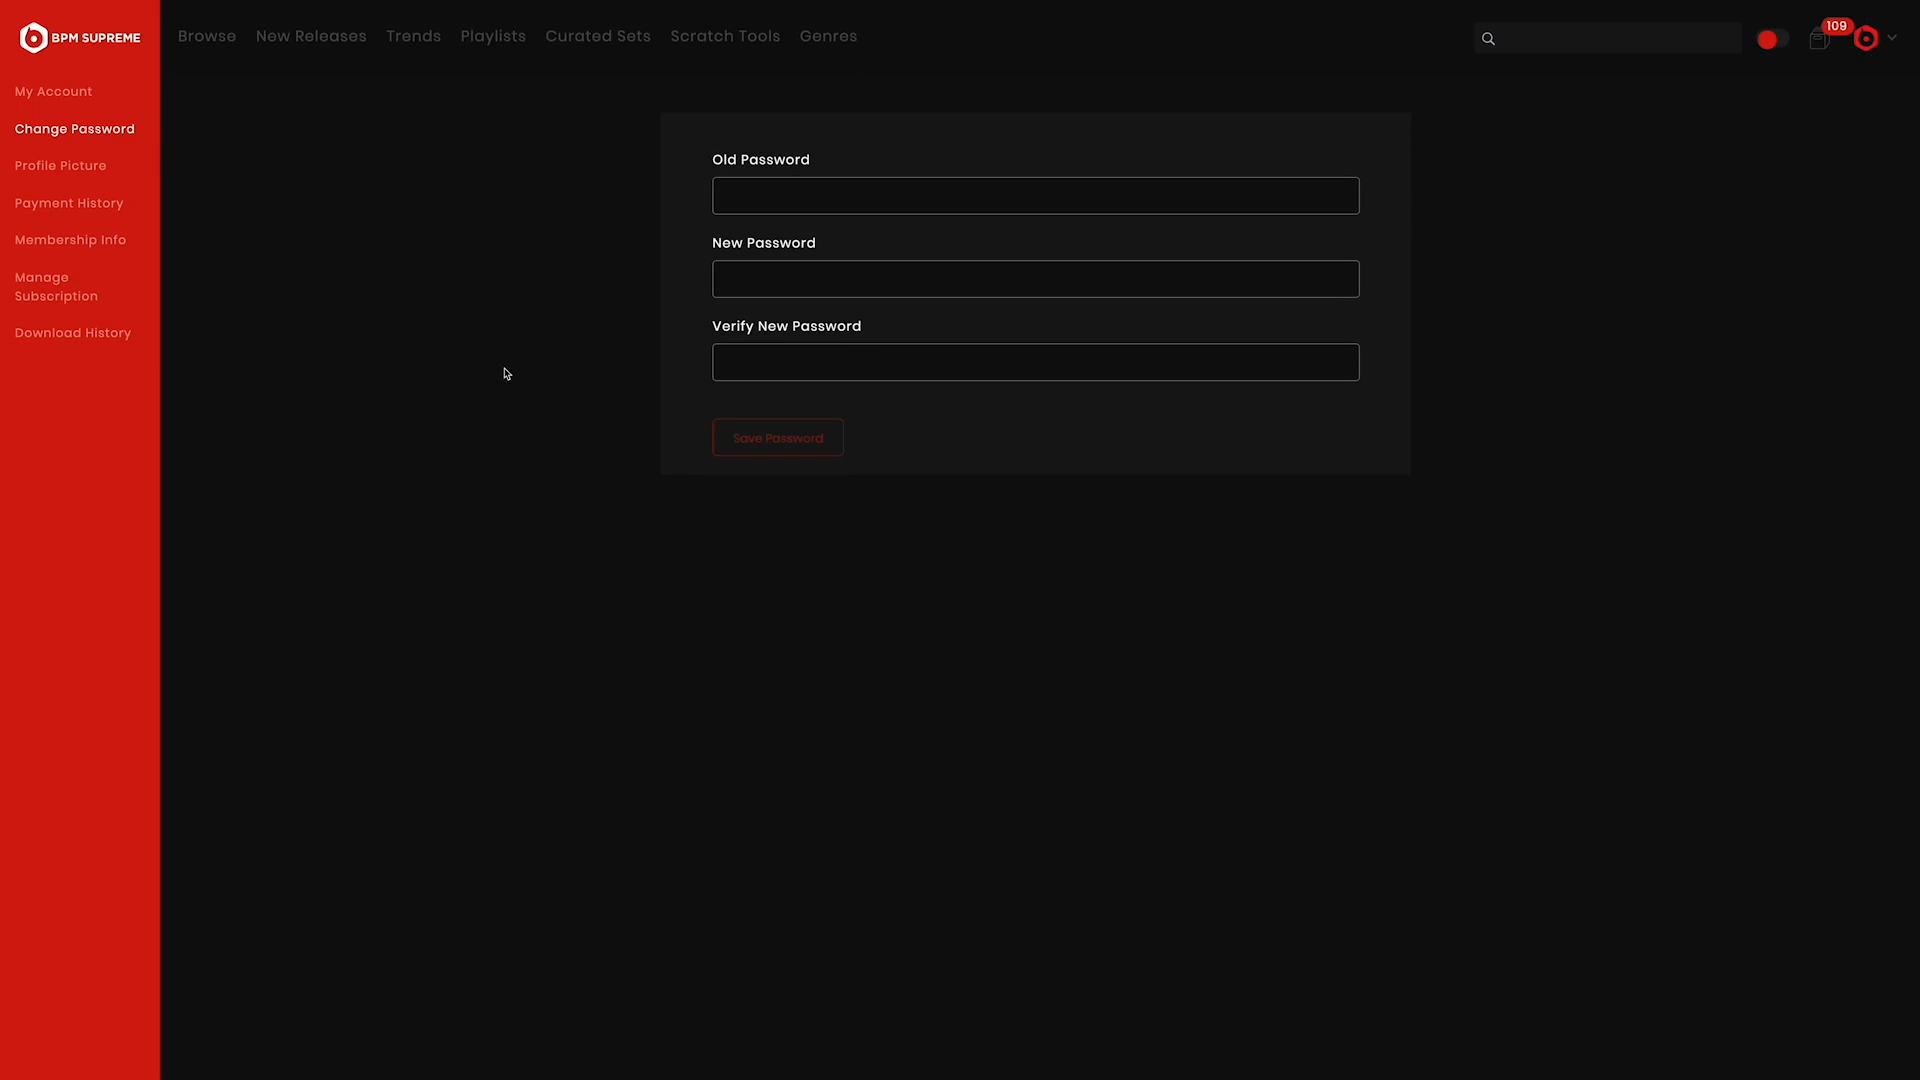 BPM SUPREME
Browse New Releases Trends Playlists Curated Sets Scratch Tools Genres
109
My Account
Change Password
Profile Picture
Payment History
Membership Info
Manage
Subscription
Download History
Old Password
New Password
Verify New Password
Save Password